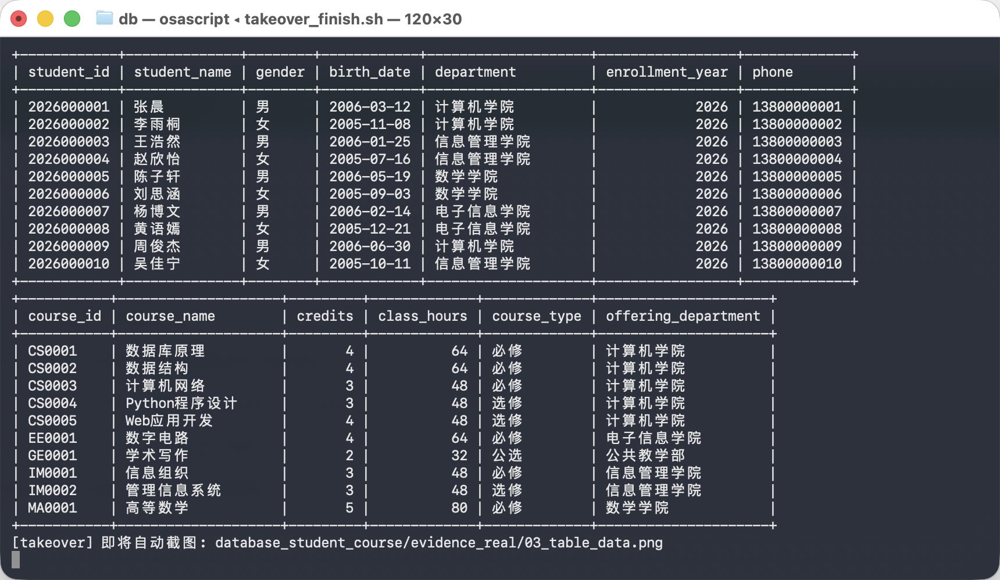 db — osascript ◂ takeover_finish.sh — 120×30
+------------+--------------+--------+------------+--------------------+-----------------+-------------+
| student_id | student_name | gender | birth_date | department         | enrollment_year | phone       |
+------------+--------------+--------+------------+--------------------+-----------------+-------------+
| 2026000001 | 张晨 | 男 | 2006-03-12 | 计算机学院 | 2026 | 13800000001 |
| 2026000002 | 李雨桐 | 女 | 2005-11-08 | 计算机学院 | 2026 | 13800000002 |
| 2026000003 | 王浩然 | 男 | 2006-01-25 | 信息管理学院 | 2026 | 13800000003 |
| 2026000004 | 赵欣怡 | 女 | 2005-07-16 | 信息管理学院 | 2026 | 13800000004 |
| 2026000005 | 陈子轩 | 男 | 2006-05-19 | 数学学院 | 2026 | 13800000005 |
| 2026000006 | 刘思涵 | 女 | 2005-09-03 | 数学学院 | 2026 | 13800000006 |
| 2026000007 | 杨博文 | 男 | 2006-02-14 | 电子信息学院 | 2026 | 13800000007 |
| 2026000008 | 黄语嫣 | 女 | 2005-12-21 | 电子信息学院 | 2026 | 13800000008 |
| 2026000009 | 周俊杰 | 男 | 2006-06-30 | 计算机学院 | 2026 | 13800000009 |
| 2026000010 | 吴佳宁 | 女 | 2005-10-11 | 信息管理学院 | 2026 | 13800000010 |
+------------+--------------+--------+------------+--------------------+-----------------+-------------+
+-----------+--------------------+---------+-------------+-------------+---------------------+
| course_id | course_name        | credits | class_hours | course_type | offering_department |
+-----------+--------------------+---------+-------------+-------------+---------------------+
| CS0001 | 数据库原理 | 4 | 64 | 必修 | 计算机学院 |
| CS0002 | 数据结构 | 4 | 64 | 必修 | 计算机学院 |
| CS0003 | 计算机网络 | 3 | 48 | 必修 | 计算机学院 |
| CS0004 | Python程序设计 | 3 | 48 | 选修 | 计算机学院 |
| CS0005 | Web应用开发 | 4 | 48 | 选修 | 计算机学院 |
| EE0001 | 数字电路 | 4 | 64 | 必修 | 电子信息学院 |
| GE0001 | 学术写作 | 2 | 32 | 公选 | 公共教学部 |
| IM0001 | 信息组织 | 3 | 48 | 必修 | 信息管理学院 |
| IM0002 | 管理信息系统 | 3 | 48 | 选修 | 信息管理学院 |
| MA0001 | 高等数学 | 5 | 80 | 必修 | 数学学院 |
+-----------+--------------------+---------+-------------+-------------+---------------------+
[takeover] 即将自动截图: database_student_course/evidence_real/03_table_data.png